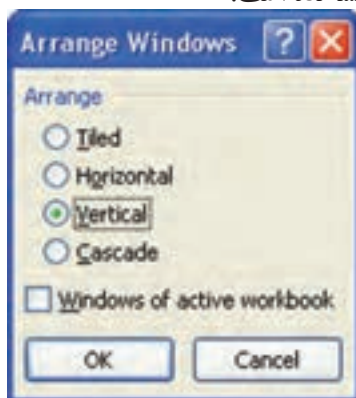 Arrange Windows
Arrange
Tiled
Horizontal
Vertical
Cascade
Windows of active workbook
OK
Cancel